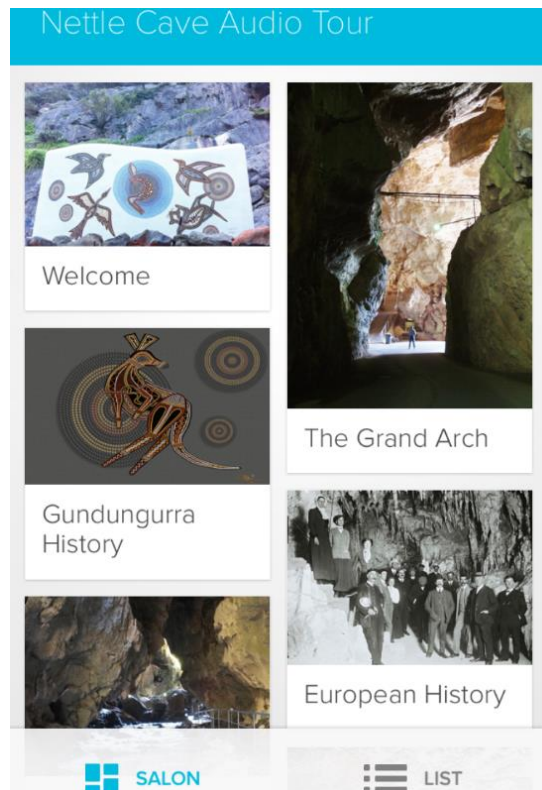 Nettle Cave Audio Tour
Welcome
The Grand Arch
Gundungurra
History
European History
SALON
LIST